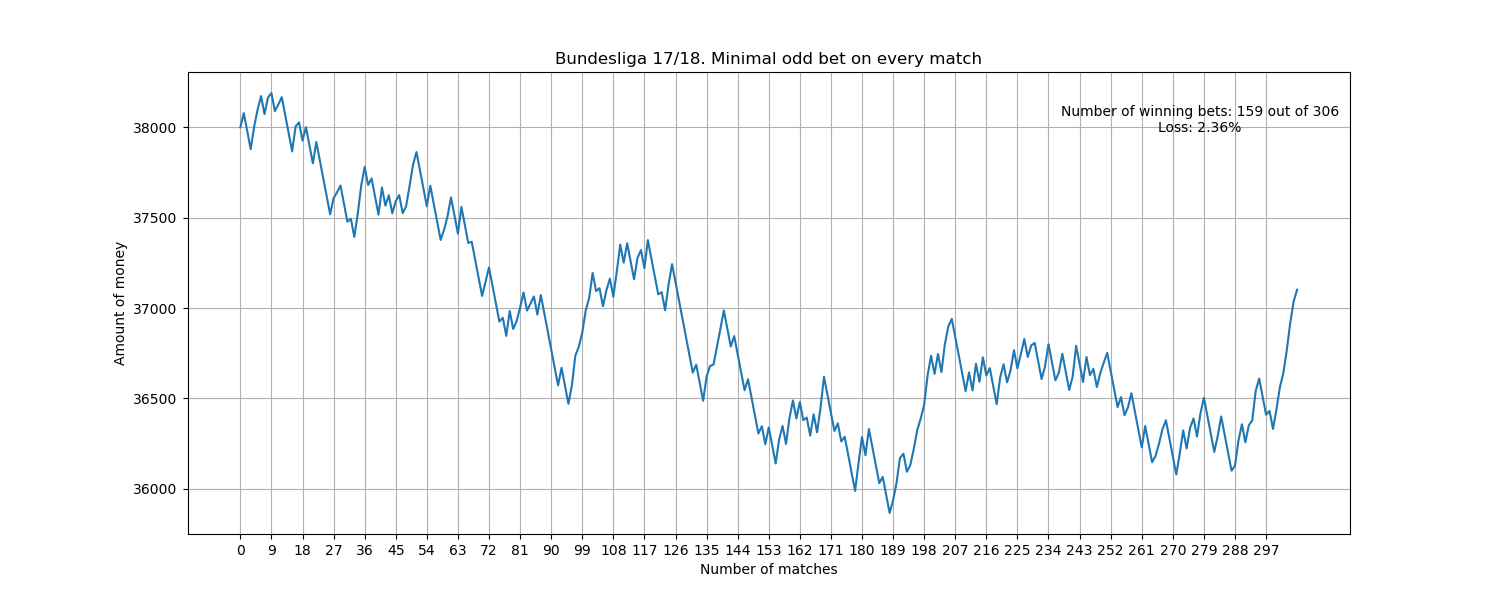 Bundesliga 17/18. Minimal odd bet on every match
Number of winning bets: 159 out of 306
Loss: 2.36%
Amount of money
38000
37500
37000
36500
36000
0 9 18 27 36 45 54 63 72 81 90 99 108 117 126 135 144 153 162 171 180 189 198 207 216 225 234 243 252 261 270 279 288 297
Number of matches